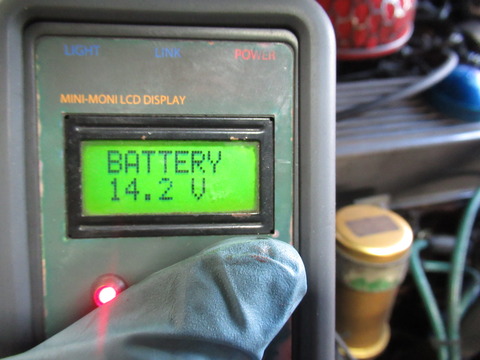 LIGHT LINK POWER
MINI-MONI LCD DISPLAY
BATTERY
14.2 V